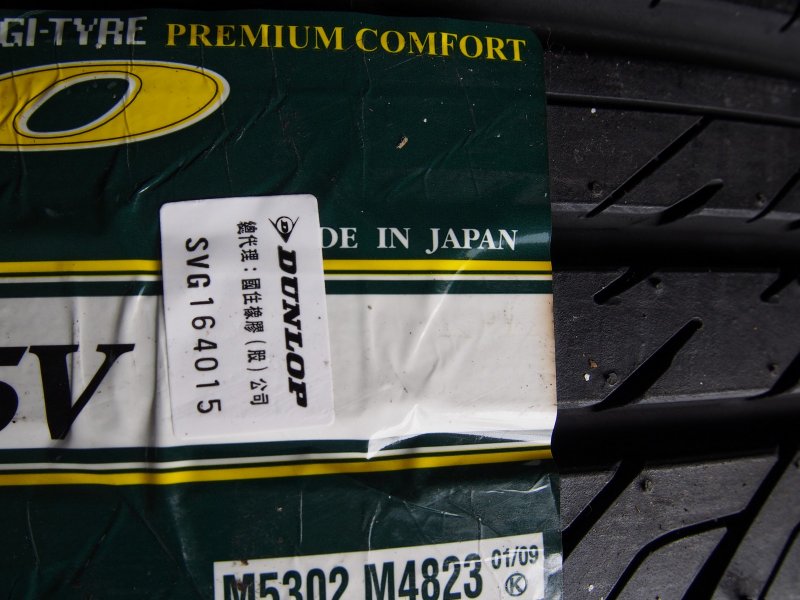 GI-TYRE PREMIUM COMFORT
DE IN JAPAN
DUNLOP
總代理：國住橡膠（股）公司
SVG164015
5V
M5302 M4823 01/09
K